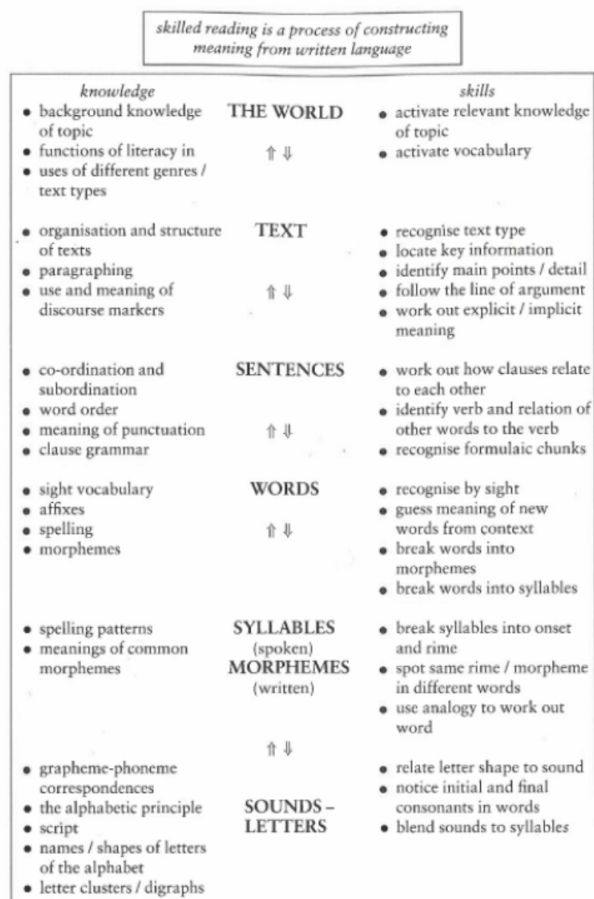 skilled reading is a process of constructing
meaning from written language
knowledge
• background knowledge
of topic
• functions of literacy in
• uses of different genres /
text types
THE WORLD
⇑ ⇓
skills
• activate relevant knowledge
of topic
• activate vocabulary
• organisation and structure
of texts
• paragraphing
• use and meaning of
discourse markers
TEXT
⇑ ⇓
• recognise text type
• locate key information
• identify main points / detail
• follow the line of argument
• work out explicit / implicit
meaning
• co-ordination and
subordination
• word order
• meaning of punctuation
• clause grammar
SENTENCES
⇑ ⇓
• work out how clauses relate
to each other
• identify verb and relation of
other words to the verb
• recognise formulaic chunks
• sight vocabulary
• affixes
• spelling
• morphemes
WORDS
⇑ ⇓
• recognise by sight
• guess meaning of new
words from context
• break words into
morphemes
• break words into syllables
• spelling patterns
• meanings of common
morphemes
SYLLABLES
(spoken)
MORPHEMES
(written)
⇑ ⇓
• break syllables into onset
and rime
• spot same rime / morpheme
in different words
• use analogy to work out
word
• grapheme-phoneme
correspondences
• the alphabetic principle
• script
• names / shapes of letters
of the alphabet
• letter clusters / digraphs
SOUNDS –
LETTERS
• relate letter shape to sound
• notice initial and final
consonants in words
• blend sounds to syllables